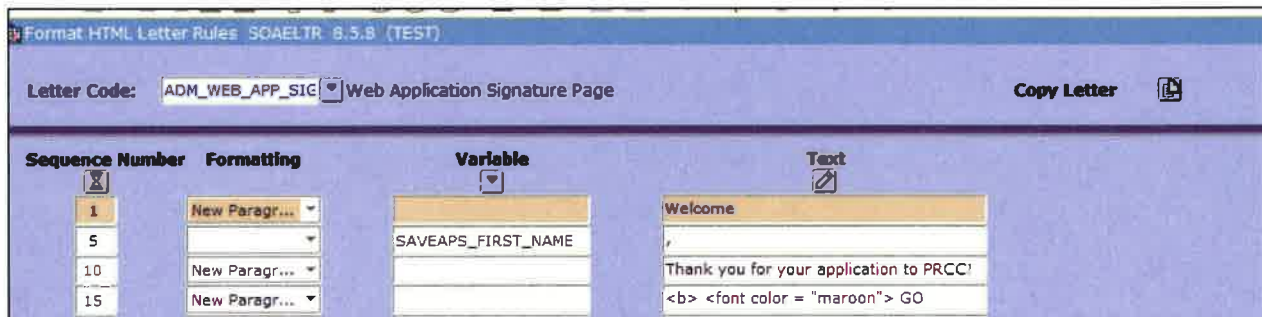 Format HTML Letter Rules SOAELTR 8.5.8 (TEST)
Letter Code: ADM_WEB_APP_SIG Web Application Signature Page Copy Letter
Sequence Number Formatting Variable Text
1 New Paragr... Welcome
5 SAVEAPS_FIRST_NAME ,
10 New Paragr... Thank you for your application to PRCC!
15 New Paragr... <b> <font color = "maroon"> GO